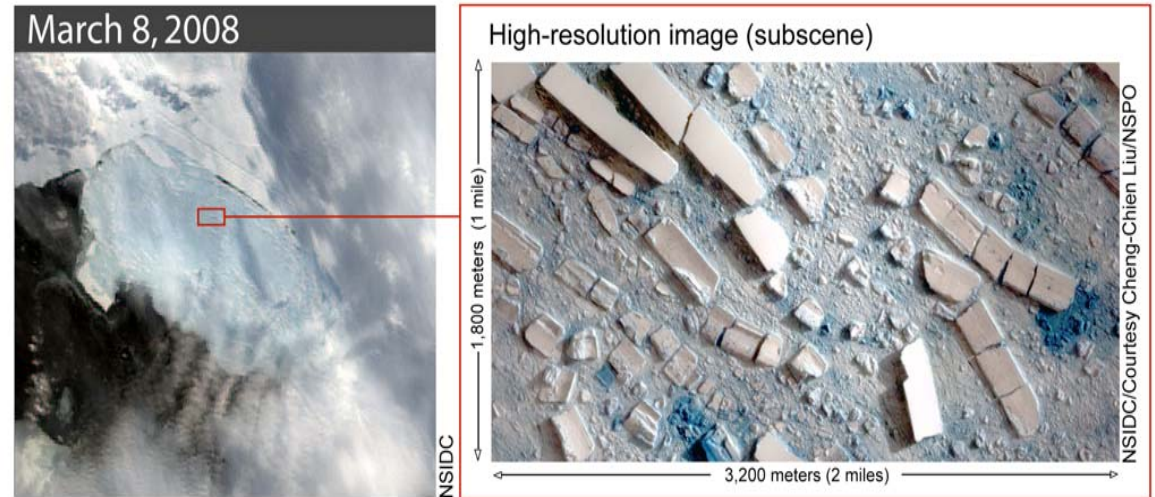 March 8, 2008
NSIDC
High-resolution image (subscene)
1,800 meters (1 mile)
3,200 meters (2 miles)
NSIDC/Courtesy Cheng-Chien Liu/NSPO